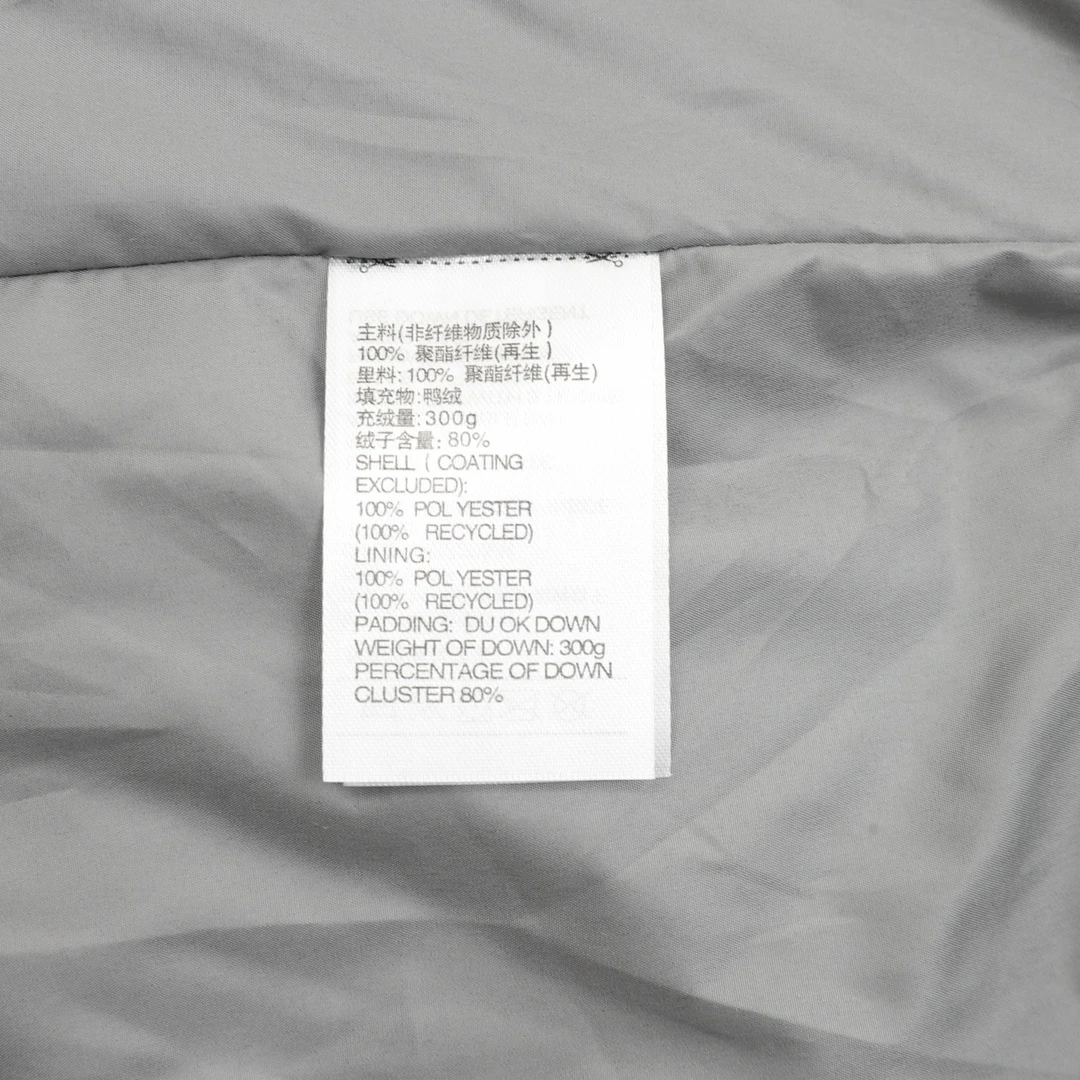 主料(非纤维物质除外)
100% 聚酯纤维(再生)
里料:100% 聚酯纤维(再生)
填充物:鸭绒
充绒量:300g
绒子含量:80%
SHELL ( COATING
EXCLUDED):
100% POL YESTER
(100% RECYCLED)
LINING:
100% POL YESTER
(100% RECYCLED)
PADDING: DU OK DOWN
WEIGHT OF DOWN: 300g
PERCENTAGE OF DOWN
CLUSTER 80%